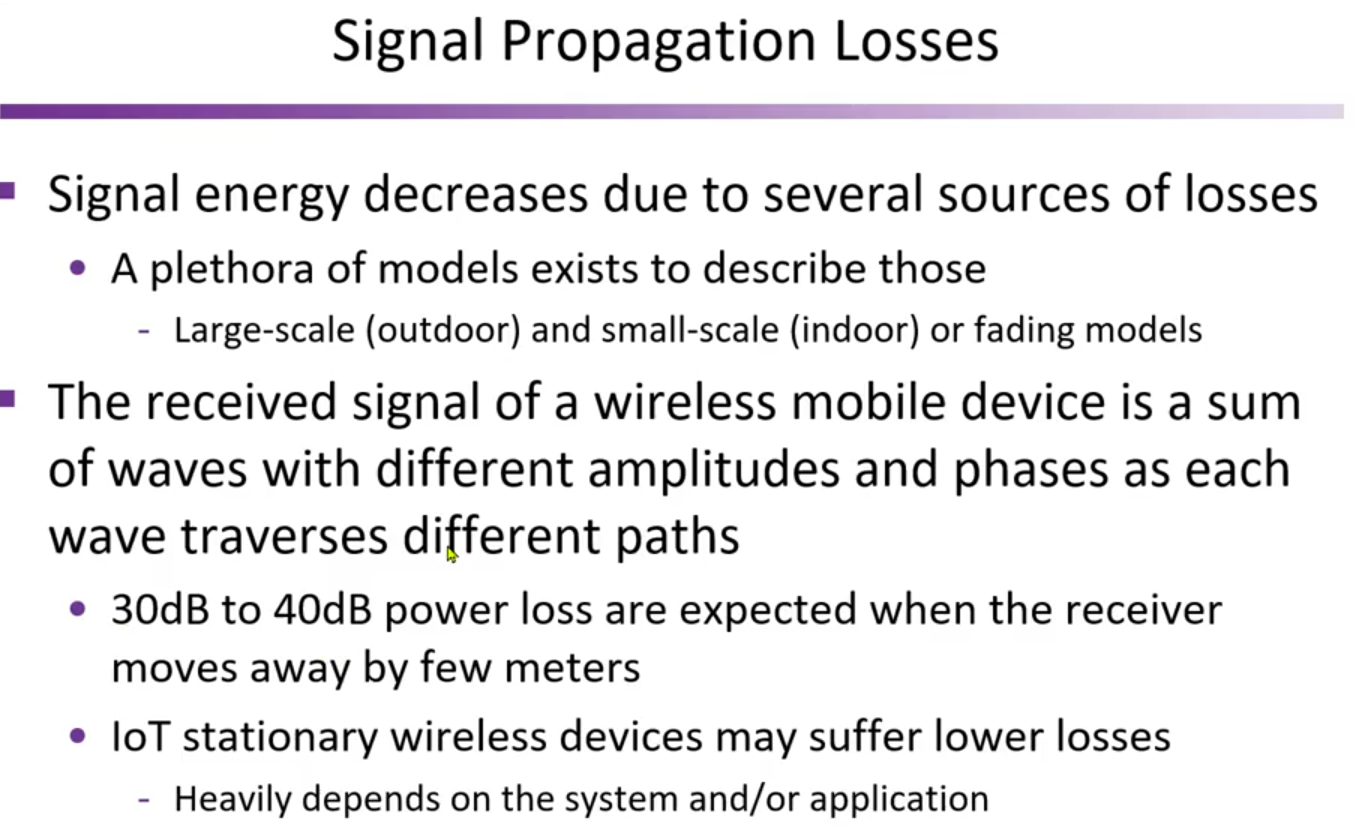 Signal Propagation Losses
▪ Signal energy decreases due to several sources of losses
• A plethora of models exists to describe those
- Large-scale (outdoor) and small-scale (indoor) or fading models
▪ The received signal of a wireless mobile device is a sum
of waves with different amplitudes and phases as each
wave traverses different paths
• 30dB to 40dB power loss are expected when the receiver
moves away by few meters
• IoT stationary wireless devices may suffer lower losses
- Heavily depends on the system and/or application